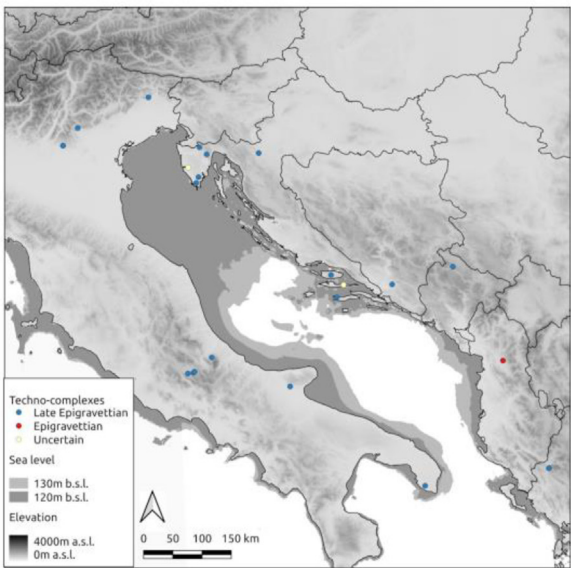 Techno-complexes
Late Epigravettian
Epigravettian
Uncertain
Sea level
130m b.s.l.
120m b.s.l.
Elevation
4000m a.s.l.
0m a.s.l.
0 50 100 150 km